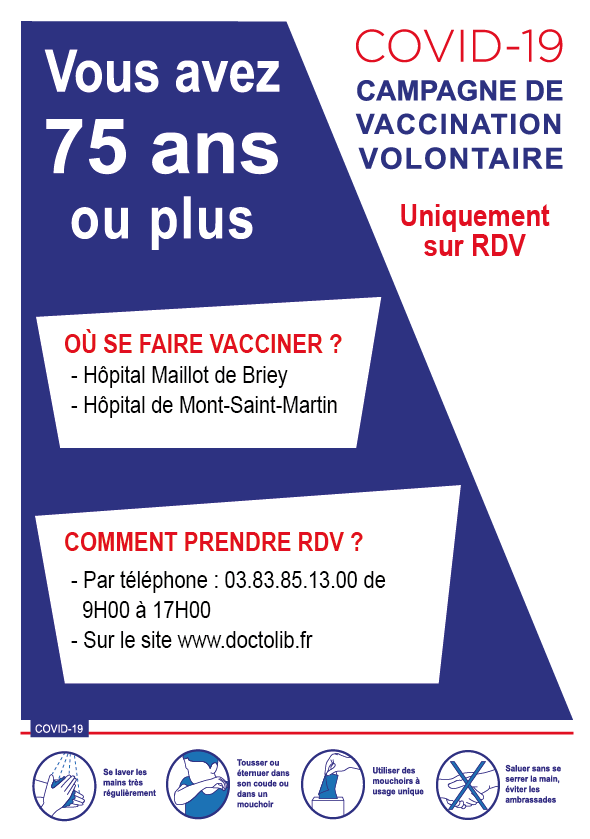 Vous avez
75 ans
ou plus
COVID-19
CAMPAGNE DE
VACCINATION
VOLONTAIRE
Uniquement
sur RDV
OÙ SE FAIRE VACCINER ?
- Hôpital Maillot de Briey
- Hôpital de Mont-Saint-Martin
COMMENT PRENDRE RDV ?
- Par téléphone : 03.83.85.13.00 de
9H00 à 17H00
- Sur le site www.doctolib.fr
COVID-19
Se laver les
mains très
régulièrement
Tousser ou
éternuer dans
son coude ou
dans un
mouchoir
Utiliser des
mouchoirs à
usage unique
Saluer sans se
serrer la main,
éviter les
ambrassades